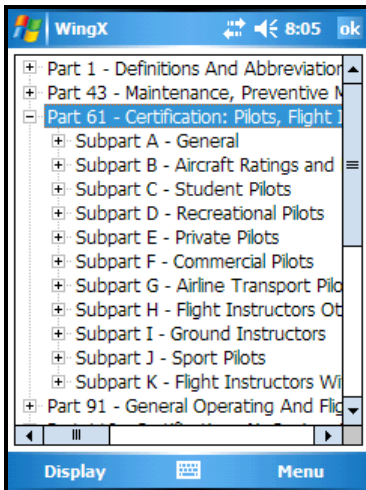 WingX 8:05 ok
Part 1 - Definitions And Abbreviation
Part 43 - Maintenance, Preventive M
Part 61 - Certification: Pilots, Flight I
Subpart A - General
Subpart B - Aircraft Ratings and
Subpart C - Student Pilots
Subpart D - Recreational Pilots
Subpart E - Private Pilots
Subpart F - Commercial Pilots
Subpart G - Airline Transport Pilo
Subpart H - Flight Instructors Ot
Subpart I - Ground Instructors
Subpart J - Sport Pilots
Subpart K - Flight Instructors Wi
Part 91 - General Operating And Flig
Display Menu